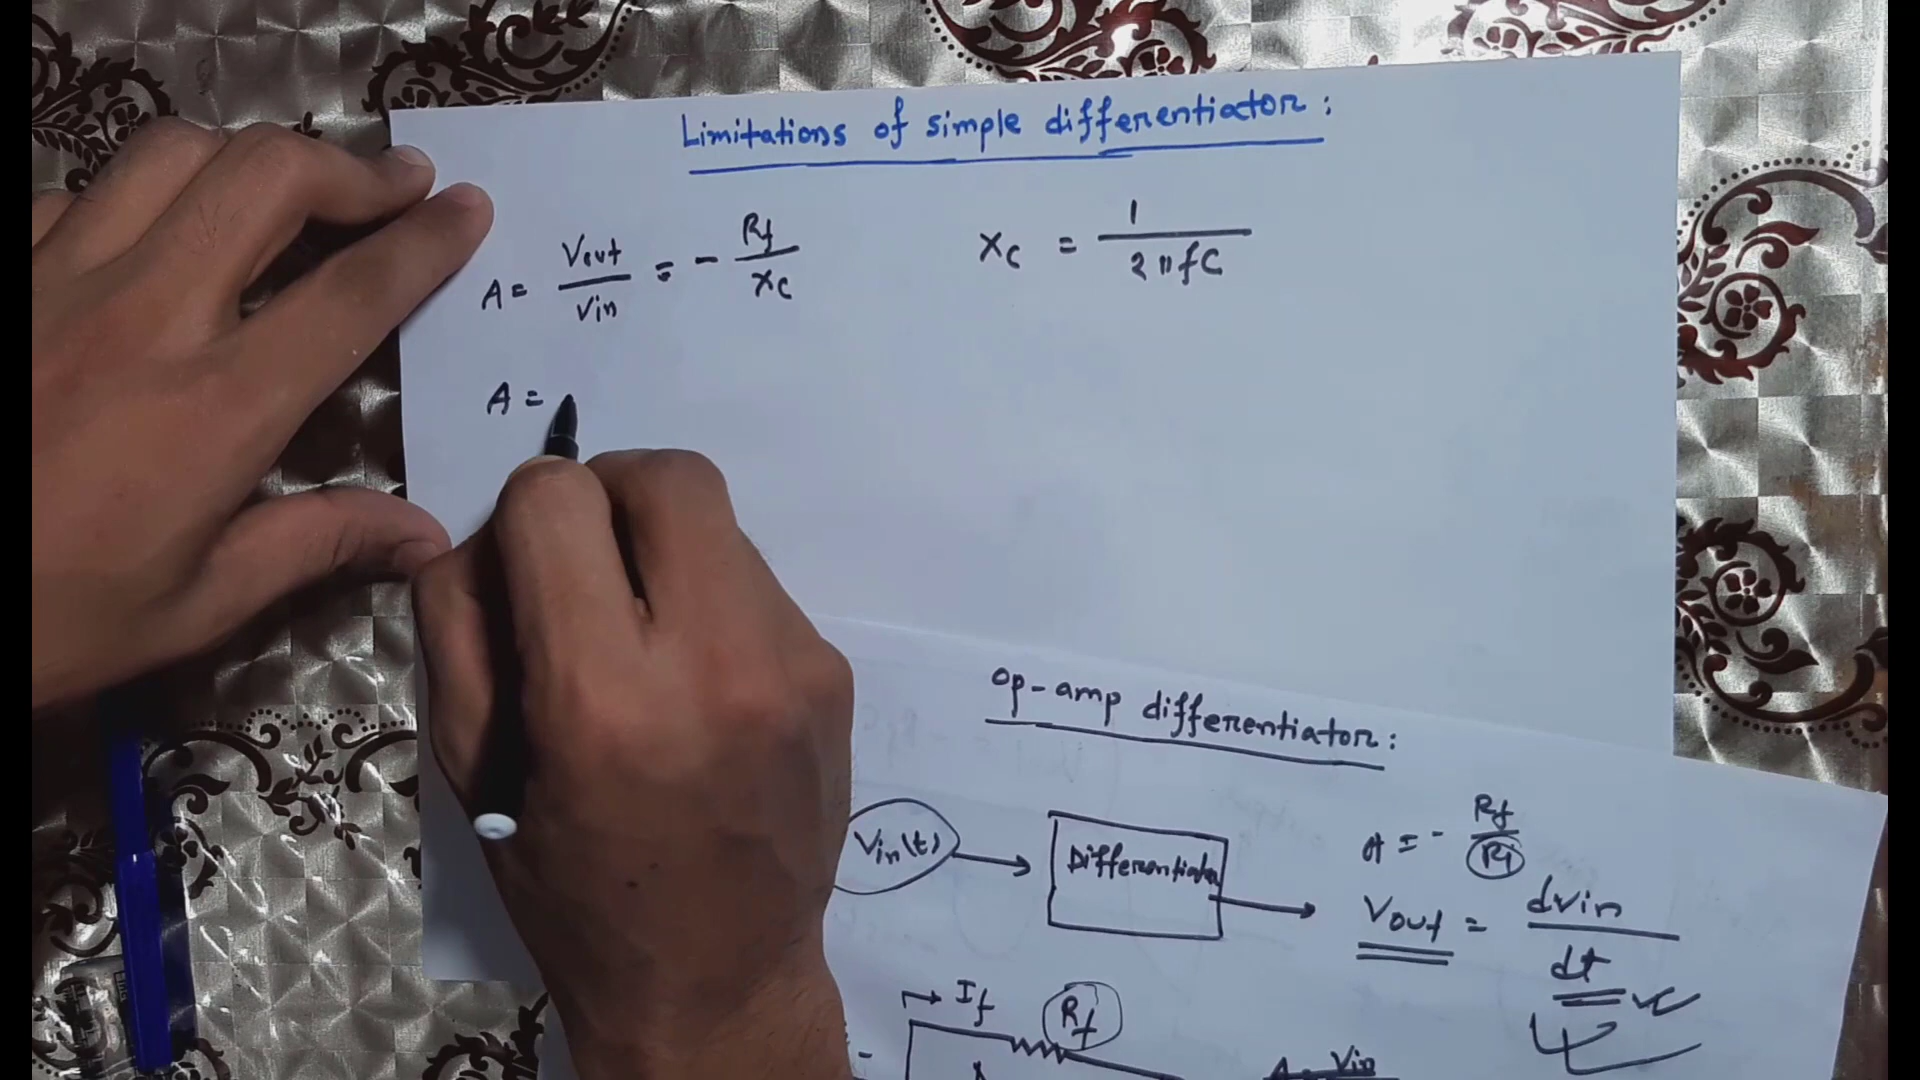 Limitations of simple differentiator:
A = Vout / Vin = - Rf / Xc
Xc = 1 / 2πfC
A =
Op-amp differentiator:
Vin(t)
Differentiator
A = - Rf / R1
Vout = dvin / dt
If
Rf
Vin